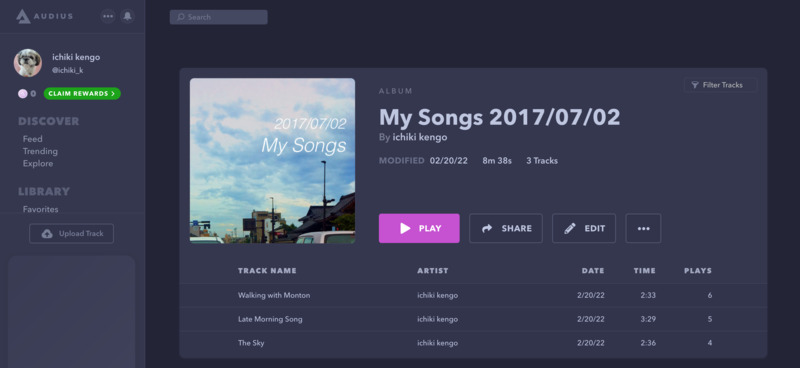 AUDIUS
Search
ichiki kengo
@ichiki_k
0
CLAIM REWARDS >
DISCOVER
Feed
Trending
Explore
LIBRARY
Favorites
Upload Track
2017/07/02
My Songs
ALBUM
Filter Tracks
My Songs 2017/07/02
By ichiki kengo
MODIFIED 02/20/22 8m 38s 3 Tracks
PLAY SHARE EDIT
TRACK NAME ARTIST DATE TIME PLAYS
Walking with Monton ichiki kengo 2/20/22 2:33 6
Late Morning Song ichiki kengo 2/20/22 3:29 5
The Sky ichiki kengo 2/20/22 2:36 4